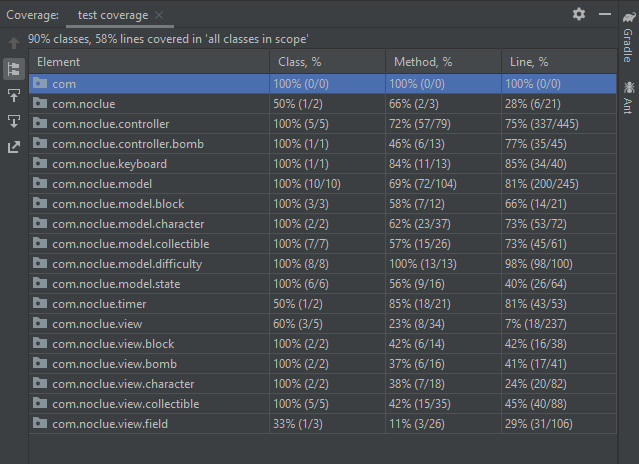 Coverage: test coverage
90% classes, 58% lines covered in 'all classes in scope'
Element Class, % Method, % Line, %
com 100% (0/0) 100% (0/0) 100% (0/0)
com.noclue 50% (1/2) 66% (2/3) 28% (6/21)
com.noclue.controller 100% (5/5) 72% (57/79) 75% (337/445)
com.noclue.controller.bomb 100% (1/1) 46% (6/13) 77% (35/45)
com.noclue.keyboard 100% (1/1) 84% (11/13) 85% (34/40)
com.noclue.model 100% (10/10) 69% (72/104) 81% (200/245)
com.noclue.model.block 100% (3/3) 58% (7/12) 66% (14/21)
com.noclue.model.character 100% (2/2) 62% (23/37) 73% (53/72)
com.noclue.model.collectible 100% (7/7) 57% (15/26) 73% (45/61)
com.noclue.model.difficulty 100% (8/8) 100% (13/13) 98% (98/100)
com.noclue.model.state 100% (6/6) 56% (9/16) 40% (26/64)
com.noclue.timer 50% (1/2) 85% (18/21) 81% (43/53)
com.noclue.view 60% (3/5) 23% (8/34) 7% (18/237)
com.noclue.view.block 100% (2/2) 42% (6/14) 42% (16/38)
com.noclue.view.bomb 100% (2/2) 37% (6/16) 41% (17/41)
com.noclue.view.character 100% (2/2) 38% (7/18) 24% (20/82)
com.noclue.view.collectible 100% (5/5) 42% (15/35) 45% (40/88)
com.noclue.view.field 33% (1/3) 11% (3/26) 29% (31/106)
Gradle
Ant